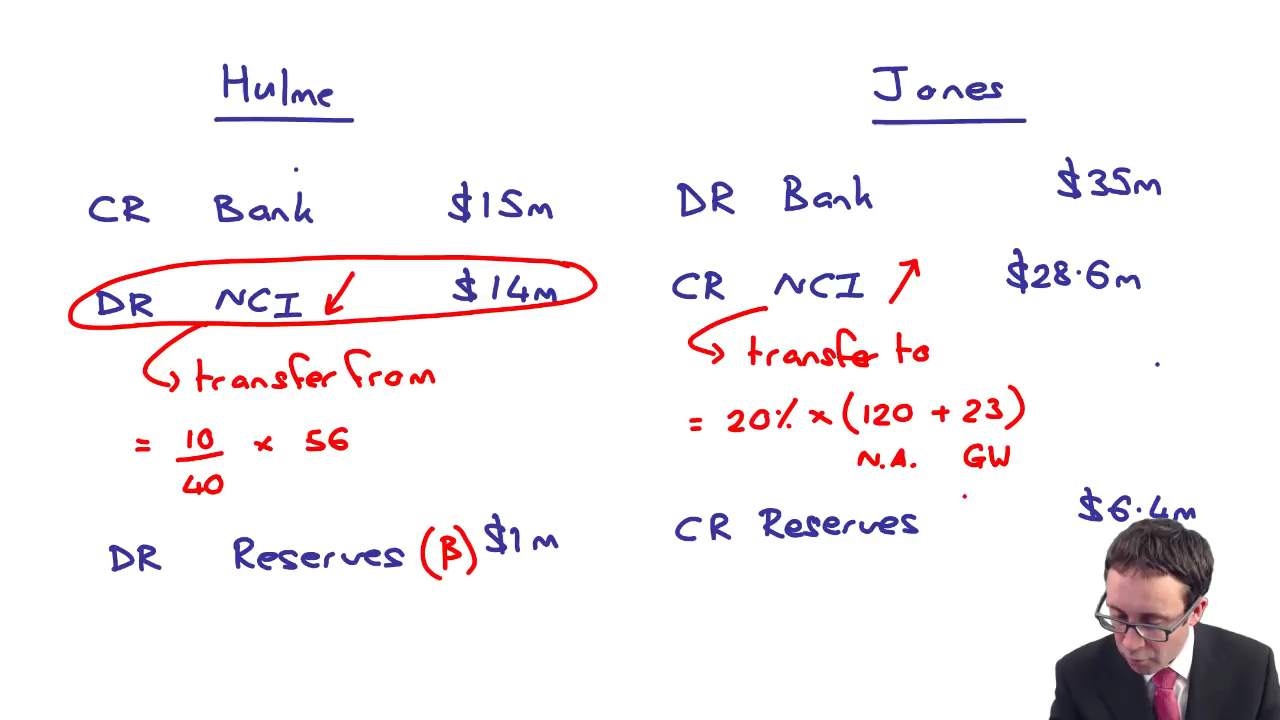 Hulme
CR Bank $15m
DR NCI $14m
transfer from
= 10/40 × 56
DR Reserves (β) $1m
Jones
DR Bank $35m
CR NCI $28.6m
transfer to
= 20% × (120 + 23)
N.A. GW
CR Reserves $6.4m